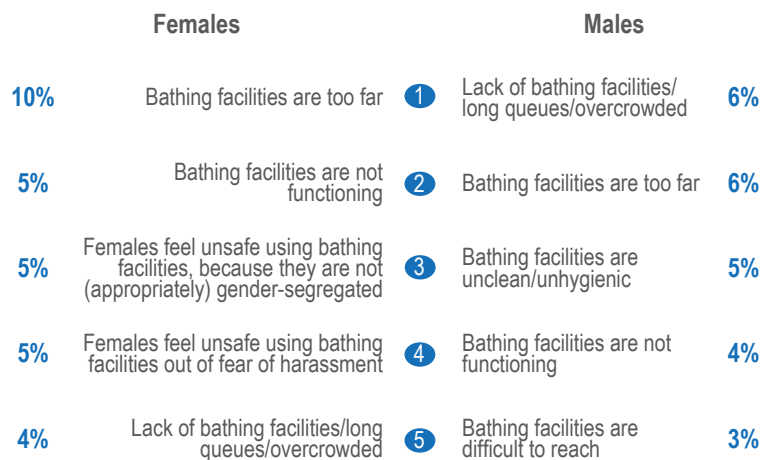 Females Males
10% Bathing facilities are too far 1 Lack of bathing facilities/
long queues/overcrowded 6%
5% Bathing facilities are not
functioning 2 Bathing facilities are too far 6%
5% Females feel unsafe using bathing
facilities, because they are not
(appropriately) gender-segregated 3 Bathing facilities are
unclean/unhygienic 5%
5% Females feel unsafe using bathing
facilities out of fear of harassment 4 Bathing facilities are not
functioning 4%
4% Lack of bathing facilities/long
queues/overcrowded 5 Bathing facilities are
difficult to reach 3%